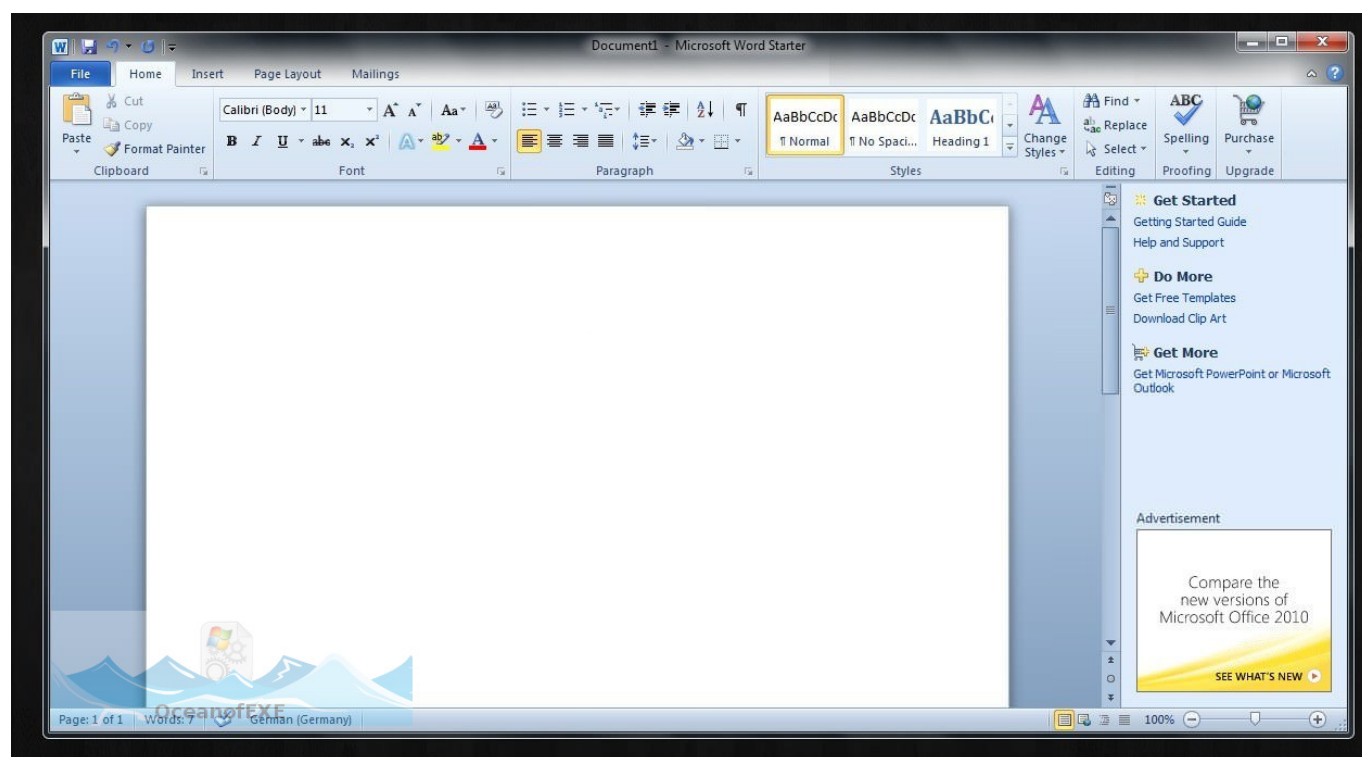 Document1 - Microsoft Word Starter
File Home Insert Page Layout Mailings
Paste
Cut
Copy
Format Painter
Clipboard
Calibri (Body) 11
Font
Paragraph
AaBbCcDc AaBbCcDc AaBbC
¶ Normal ¶ No Spaci... Heading 1
Change
Styles
Styles
Find
Replace
Select
Editing
ABC
Spelling
Proofing
Purchase
Upgrade
Get Started
Getting Started Guide
Help and Support
Do More
Get Free Templates
Download Clip Art
Get More
Get Microsoft PowerPoint or Microsoft
Outlook
Advertisement
Compare the
new versions of
Microsoft Office 2010
SEE WHAT'S NEW
OceanofEXE
Page: 1 of 1 Words: 7 German (Germany) 100%